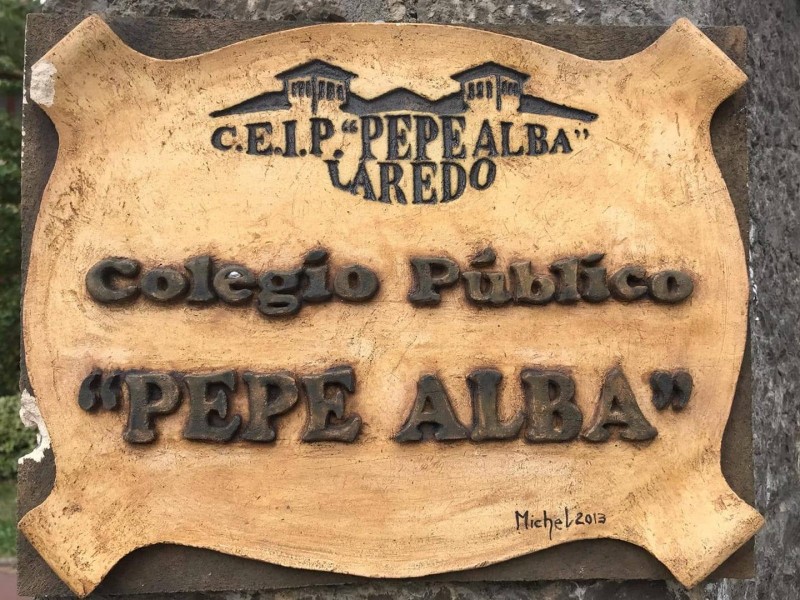 C.E.I.P. "PEPE ALBA"
LAREDO
Colegio Público
"PEPE ALBA"
Michel 2013